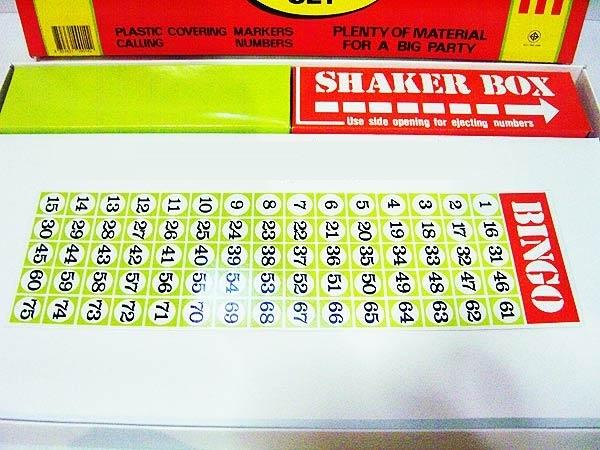 SET
PLASTIC COVERING MARKERS
CALLING NUMBERS
PLENTY OF MATERIAL
FOR A BIG PARTY
SHAKER BOX
Use side opening for ejecting numbers
BINGO
1 16 31 46 61
2 17 32 47 62
3 18 33 48 63
4 19 34 49 64
5 20 35 50 65
6 21 36 51 66
7 22 37 52 67
8 23 38 53 68
9 24 39 54 69
10 25 40 55 70
11 26 41 56 71
12 27 42 57 72
13 28 43 58 73
14 29 44 59 74
15 30 45 60 75